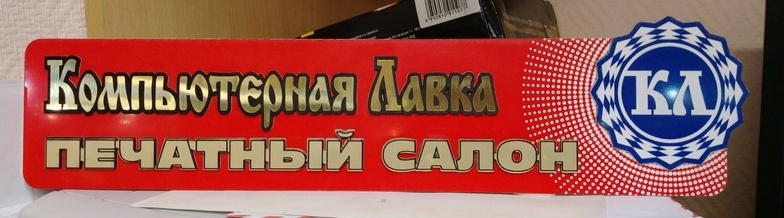 Компьютерная Лавка
ПЕЧАТНЫЙ САЛОН
КЛ